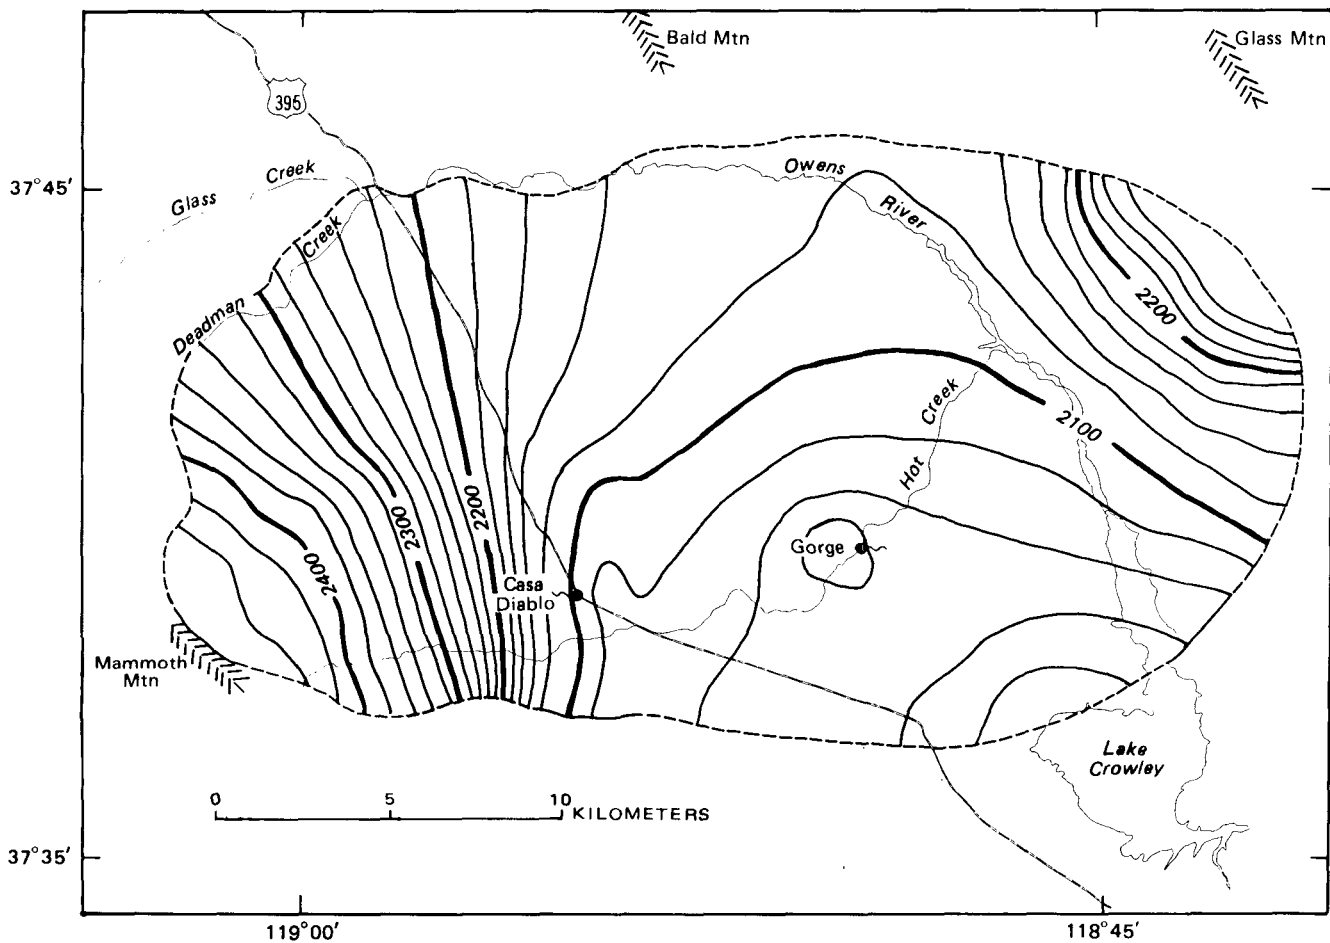 Bald Mtn
Glass Mtn
395
Glass Creek
Owens River
37°45'
Deadman Creek
2200
2100
Hot Creek
2300
2200
2400
Gorge
Casa
Diablo
Mammoth
Mtn
Lake
Crowley
0 5 10
KILOMETERS
37°35'
119°00' 118°45'